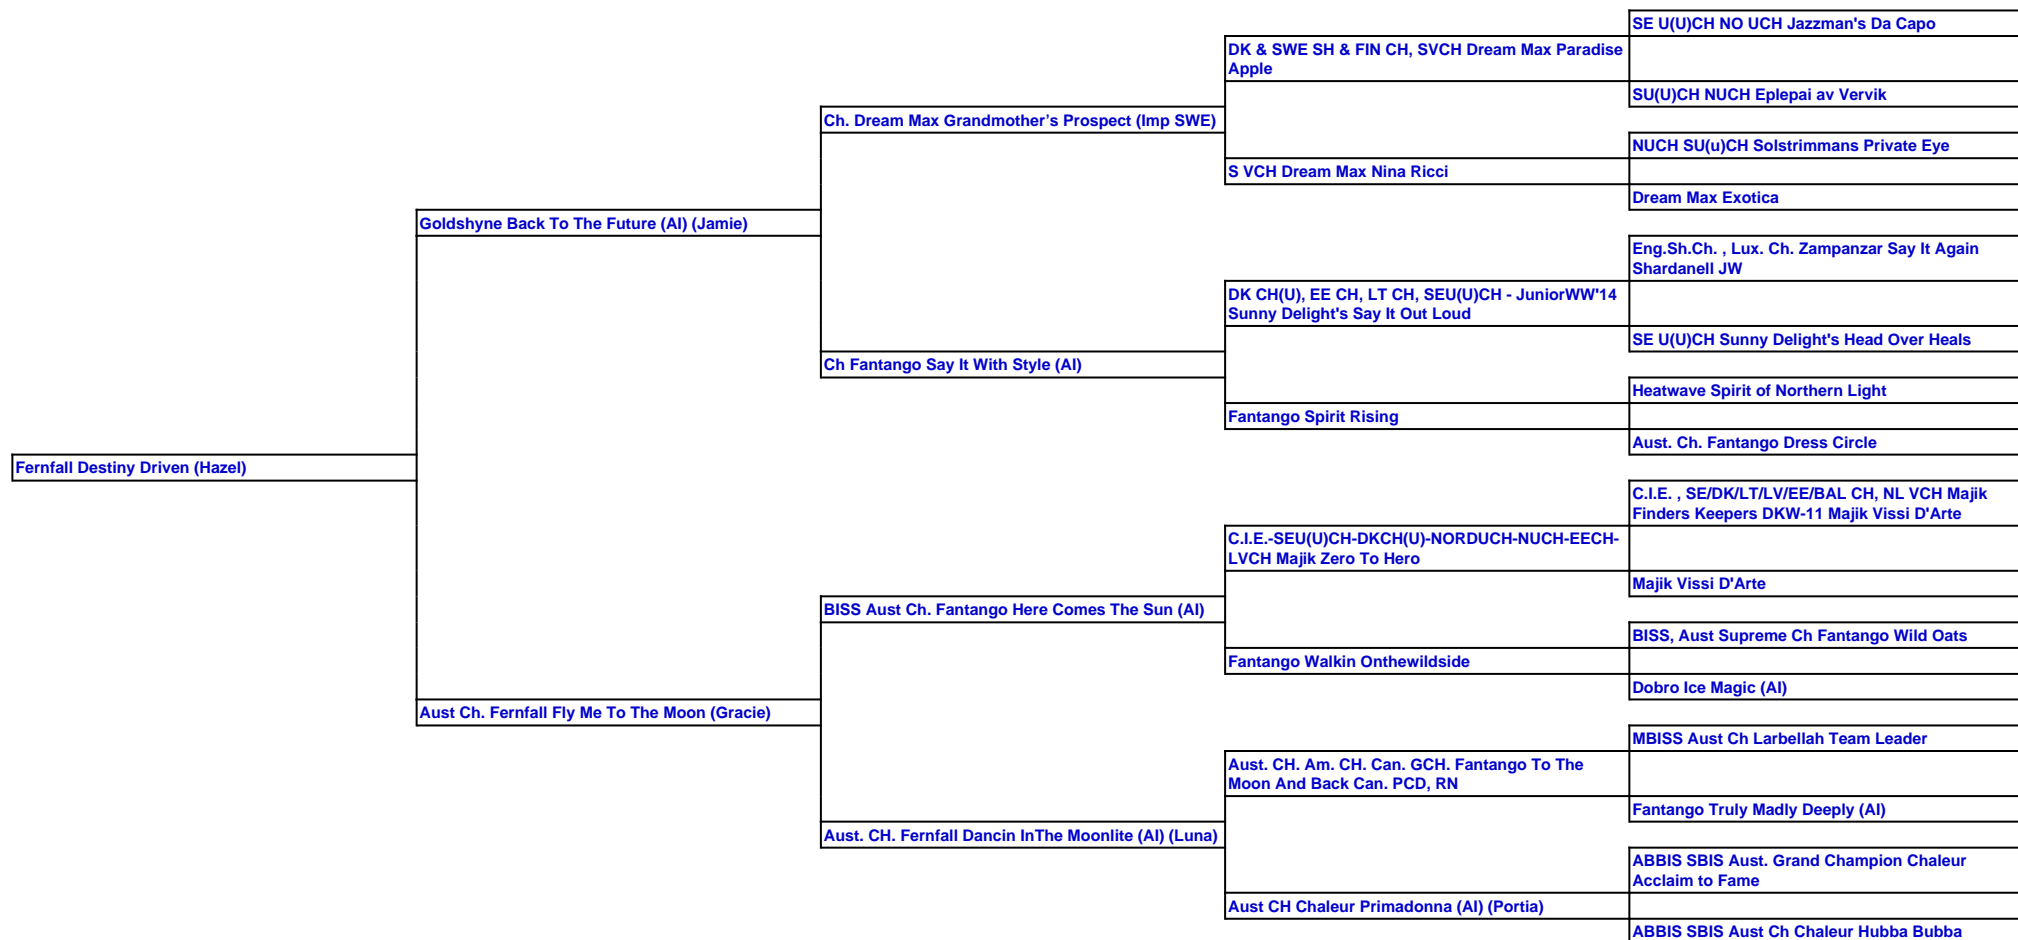 SE U(U)CH NO UCH Jazzman's Da Capo
DK & SWE SH & FIN CH, SVCH Dream Max Paradise
Apple
SU(U)CH NUCH Eplepai av Vervik
Ch. Dream Max Grandmother’s Prospect (Imp SWE)
NUCH SU(u)CH Solstrimmans Private Eye
S VCH Dream Max Nina Ricci
Dream Max Exotica
Goldshyne Back To The Future (AI) (Jamie)
Eng.Sh.Ch. , Lux. Ch. Zampanzar Say It Again
Shardanell JW
DK CH(U), EE CH, LT CH, SEU(U)CH - JuniorWW'14
Sunny Delight's Say It Out Loud
SE U(U)CH Sunny Delight's Head Over Heals
Ch Fantango Say It With Style (AI)
Heatwave Spirit of Northern Light
Fantango Spirit Rising
Aust. Ch. Fantango Dress Circle
Fernfall Destiny Driven (Hazel)
C.I.E. , SE/DK/LT/LV/EE/BAL CH, NL VCH Majik
Finders Keepers DKW-11 Majik Vissi D'Arte
C.I.E.-SEU(U)CH-DKCH(U)-NORDUCH-NUCH-EECH-
LVCH Majik Zero To Hero
Majik Vissi D'Arte
BISS Aust Ch. Fantango Here Comes The Sun (AI)
BISS, Aust Supreme Ch Fantango Wild Oats
Fantango Walkin Onthewildside
Dobro Ice Magic (AI)
Aust Ch. Fernfall Fly Me To The Moon (Gracie)
MBISS Aust Ch Larbellah Team Leader
Aust. CH. Am. CH. Can. GCH. Fantango To The
Moon And Back Can. PCD, RN
Fantango Truly Madly Deeply (AI)
Aust. CH. Fernfall Dancin InThe Moonlite (AI) (Luna)
ABBIS SBIS Aust. Grand Champion Chaleur
Acclaim to Fame
Aust CH Chaleur Primadonna (AI) (Portia)
ABBIS SBIS Aust Ch Chaleur Hubba Bubba